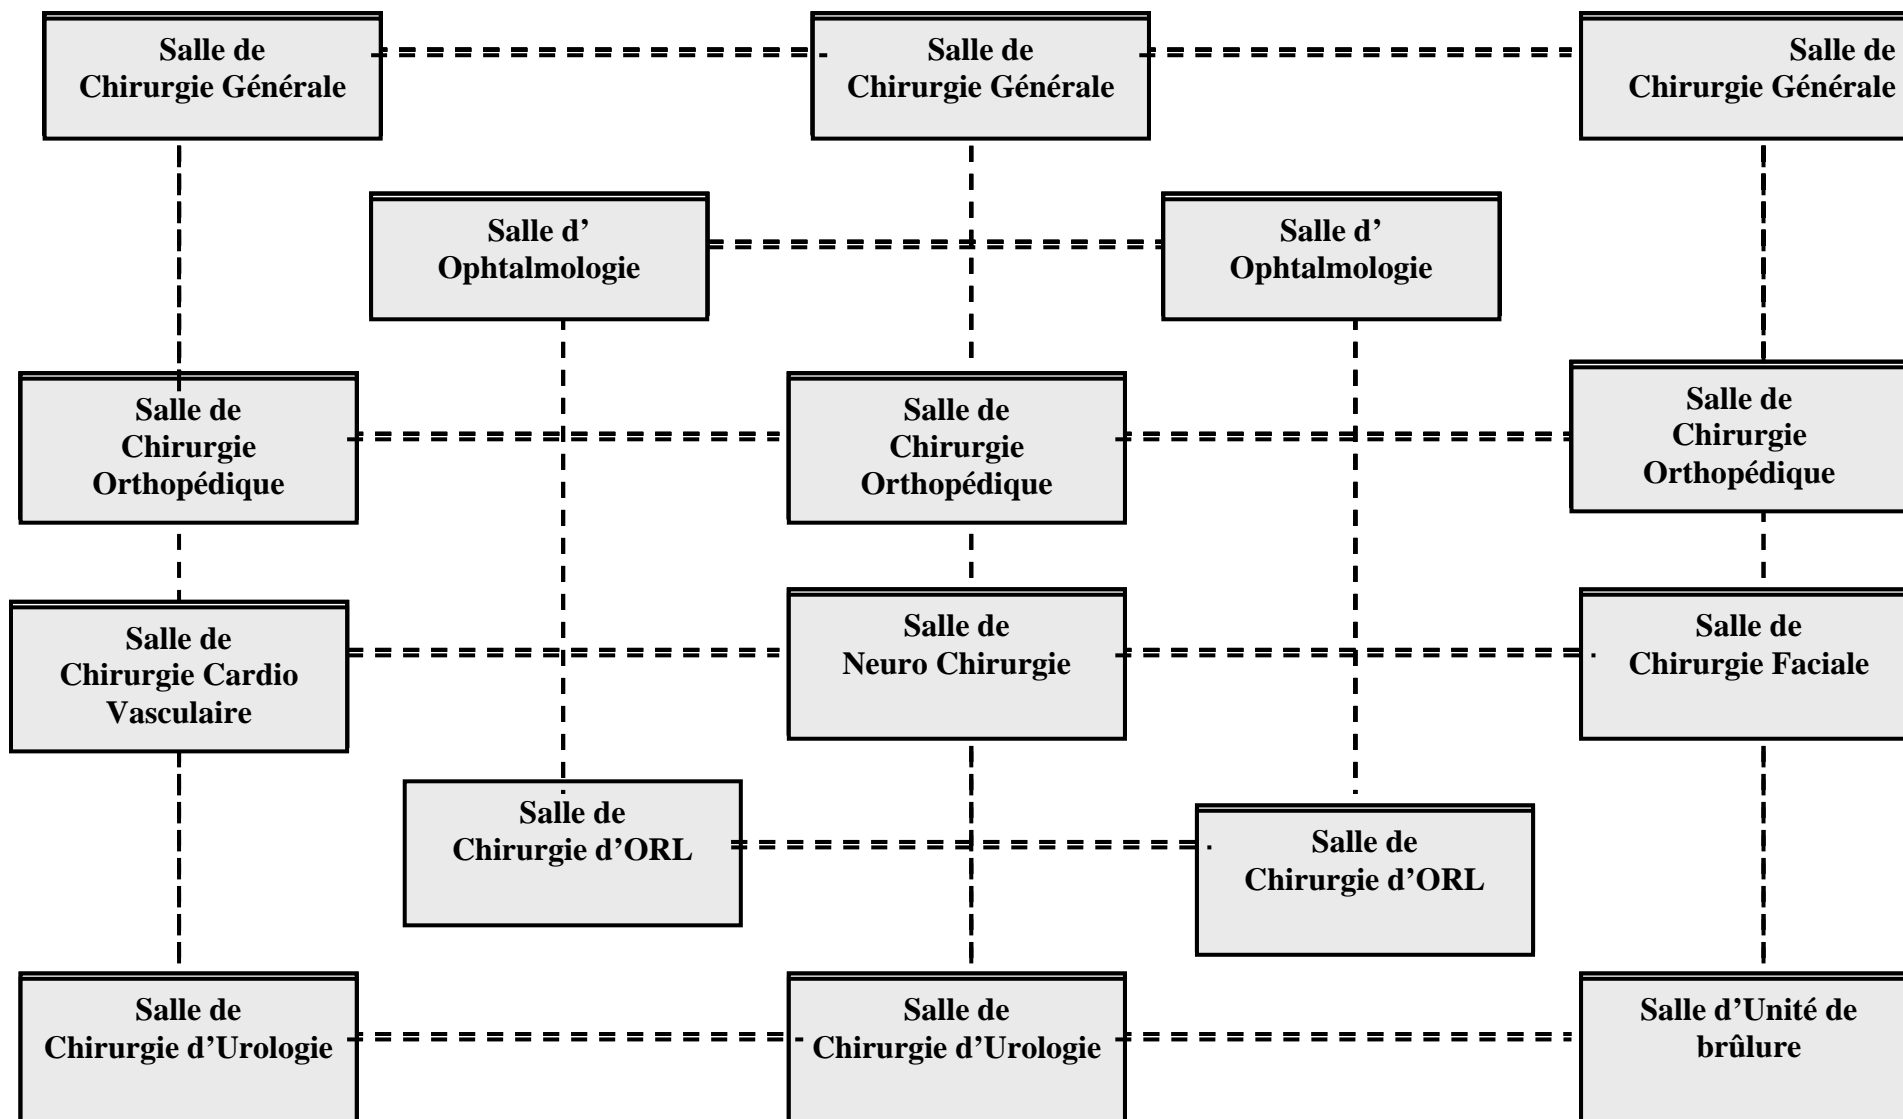 Salle de
Chirurgie Générale
Salle de
Chirurgie Générale
Salle de
Chirurgie Générale
Salle d’
Ophtalmologie
Salle d’
Ophtalmologie
Salle de
Chirurgie
Orthopédique
Salle de
Chirurgie
Orthopédique
Salle de
Chirurgie
Orthopédique
Salle de
Chirurgie Cardio
Vasculaire
Salle de
Neuro Chirurgie
Salle de
Chirurgie Faciale
Salle de
Chirurgie d’ORL
Salle de
Chirurgie d’ORL
Salle de
Chirurgie d’Urologie
Salle de
Chirurgie d’Urologie
Salle d’Unité de
brûlure